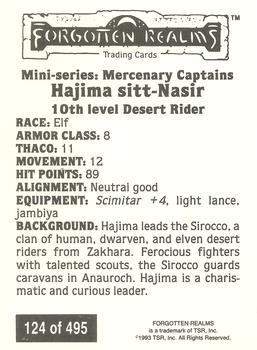 FORGOTTEN REALMS™
Trading Cards
Mini-series: Mercenary Captains
Hajima sitt-Nasir
10th level Desert Rider
RACE: Elf
ARMOR CLASS: 8
THACO: 11
MOVEMENT: 12
HIT POINTS: 89
ALIGNMENT: Neutral good
EQUIPMENT: Scimitar +4, light lance,
jambiya
BACKGROUND: Hajima leads the Sirocco, a
clan of human, dwarven, and elven desert
riders from Zakhara. Ferocious fighters
with talented scouts, the Sirocco guards
caravans in Anauroch. Hajima is a charis-
matic and curious leader.
124 of 495
FORGOTTEN REALMS
is a trademark of TSR, Inc.
©1993 TSR, Inc. All Rights Reserved.